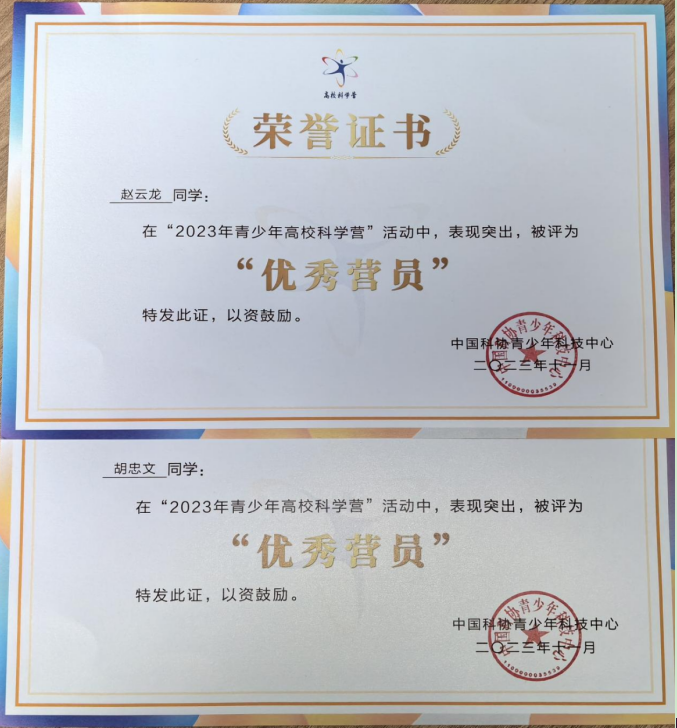 高校科学营
荣誉证书
赵云龙 同学：
在“2023年青少年高校科学营”活动中，表现突出，被评为
“优秀营员”
特发此证，以资鼓励。
中国科协青少年科技中心
二〇二三年十一月
胡忠文 同学：
在“2023年青少年高校科学营”活动中，表现突出，被评为
“优秀营员”
特发此证，以资鼓励。
中国科协青少年科技中心
二〇二三年十一月